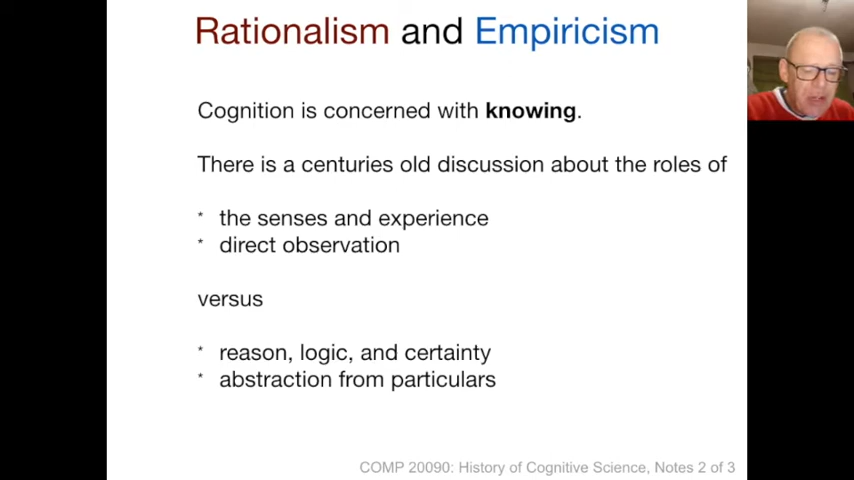 Rationalism and Empiricism
Cognition is concerned with knowing.
There is a centuries old discussion about the roles of
* the senses and experience
* direct observation
versus
* reason, logic, and certainty
* abstraction from particulars
COMP 20090: History of Cognitive Science, Notes 2 of 3